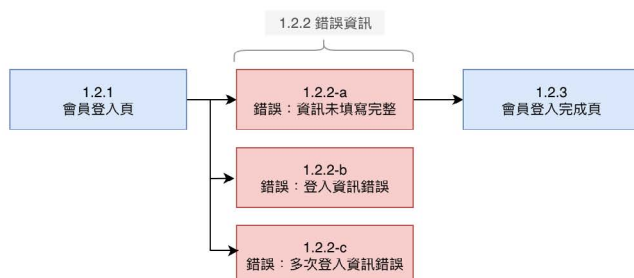 1.2.2 錯誤資訊
1.2.1
會員登入頁
1.2.2-a
錯誤：資訊未填寫完整
1.2.3
會員登入完成頁
1.2.2-b
錯誤：登入資訊錯誤
1.2.2-c
錯誤：多次登入資訊錯誤